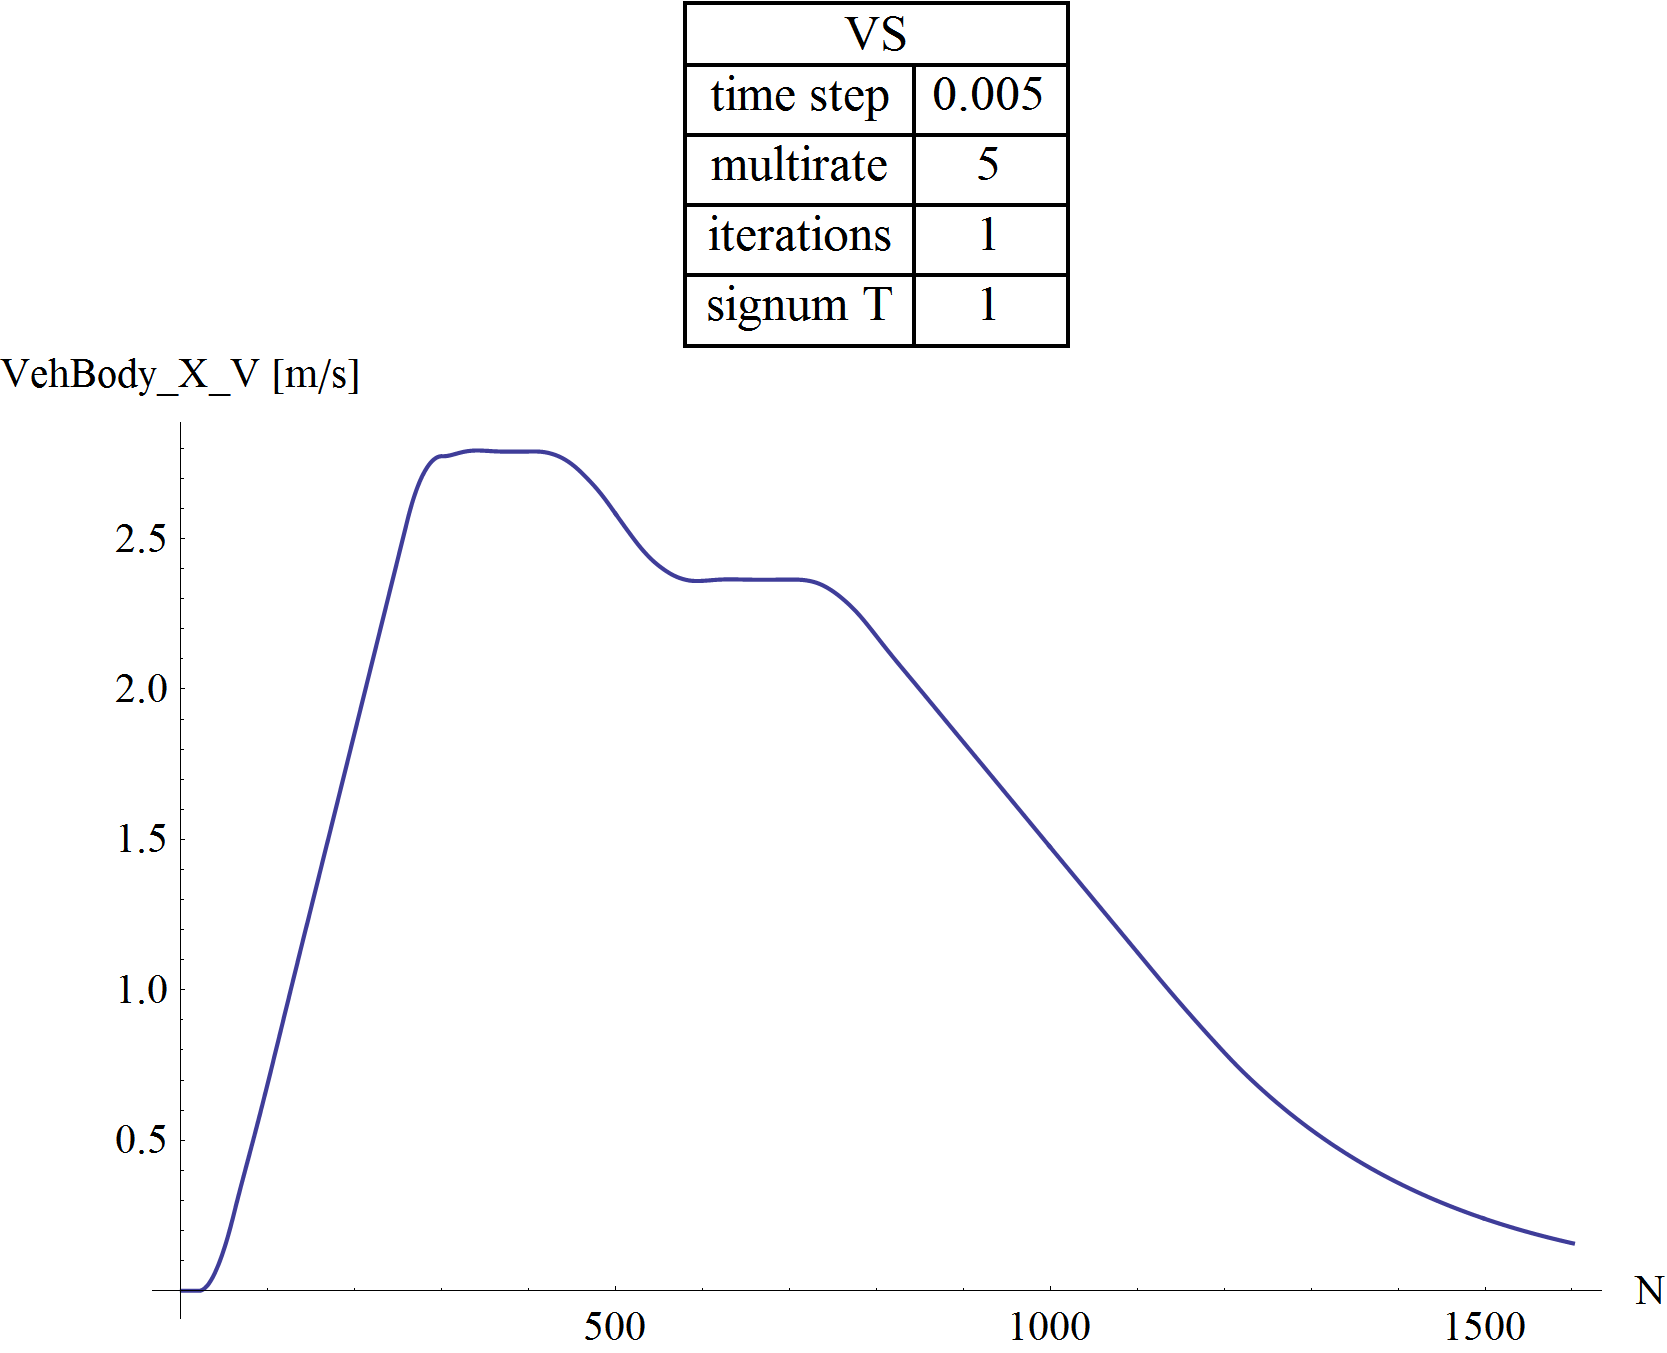 VS
time step 0.005
multirate 5
iterations 1
signum T 1
VehBody_X_V [m/s]
2.5
2.0
1.5
1.0
0.5
N
500 1000 1500